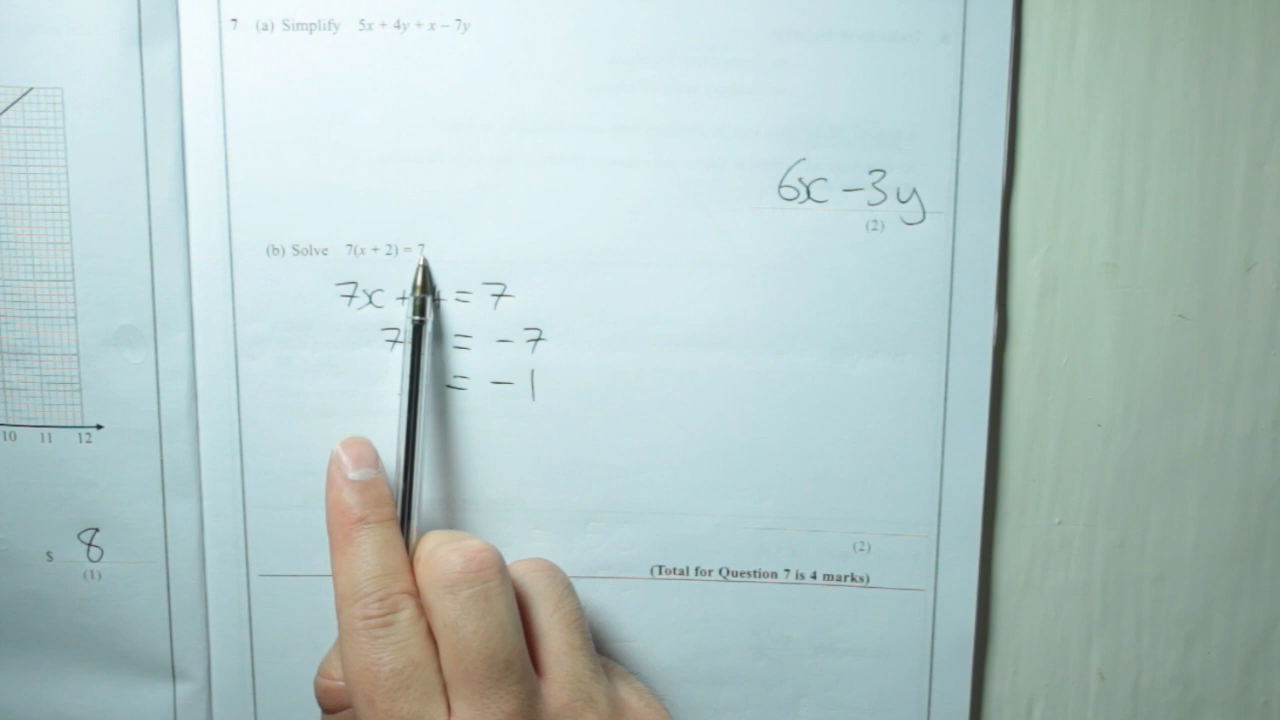 7 (a) Simplify 5x + 4y + x − 7y
6x − 3y
(2)
(b) Solve 7(x + 2) = 7
7x + 4 = 7
7 = −7
= −1
(2)
(Total for Question 7 is 4 marks)
10 11 12
$ 8
(1)